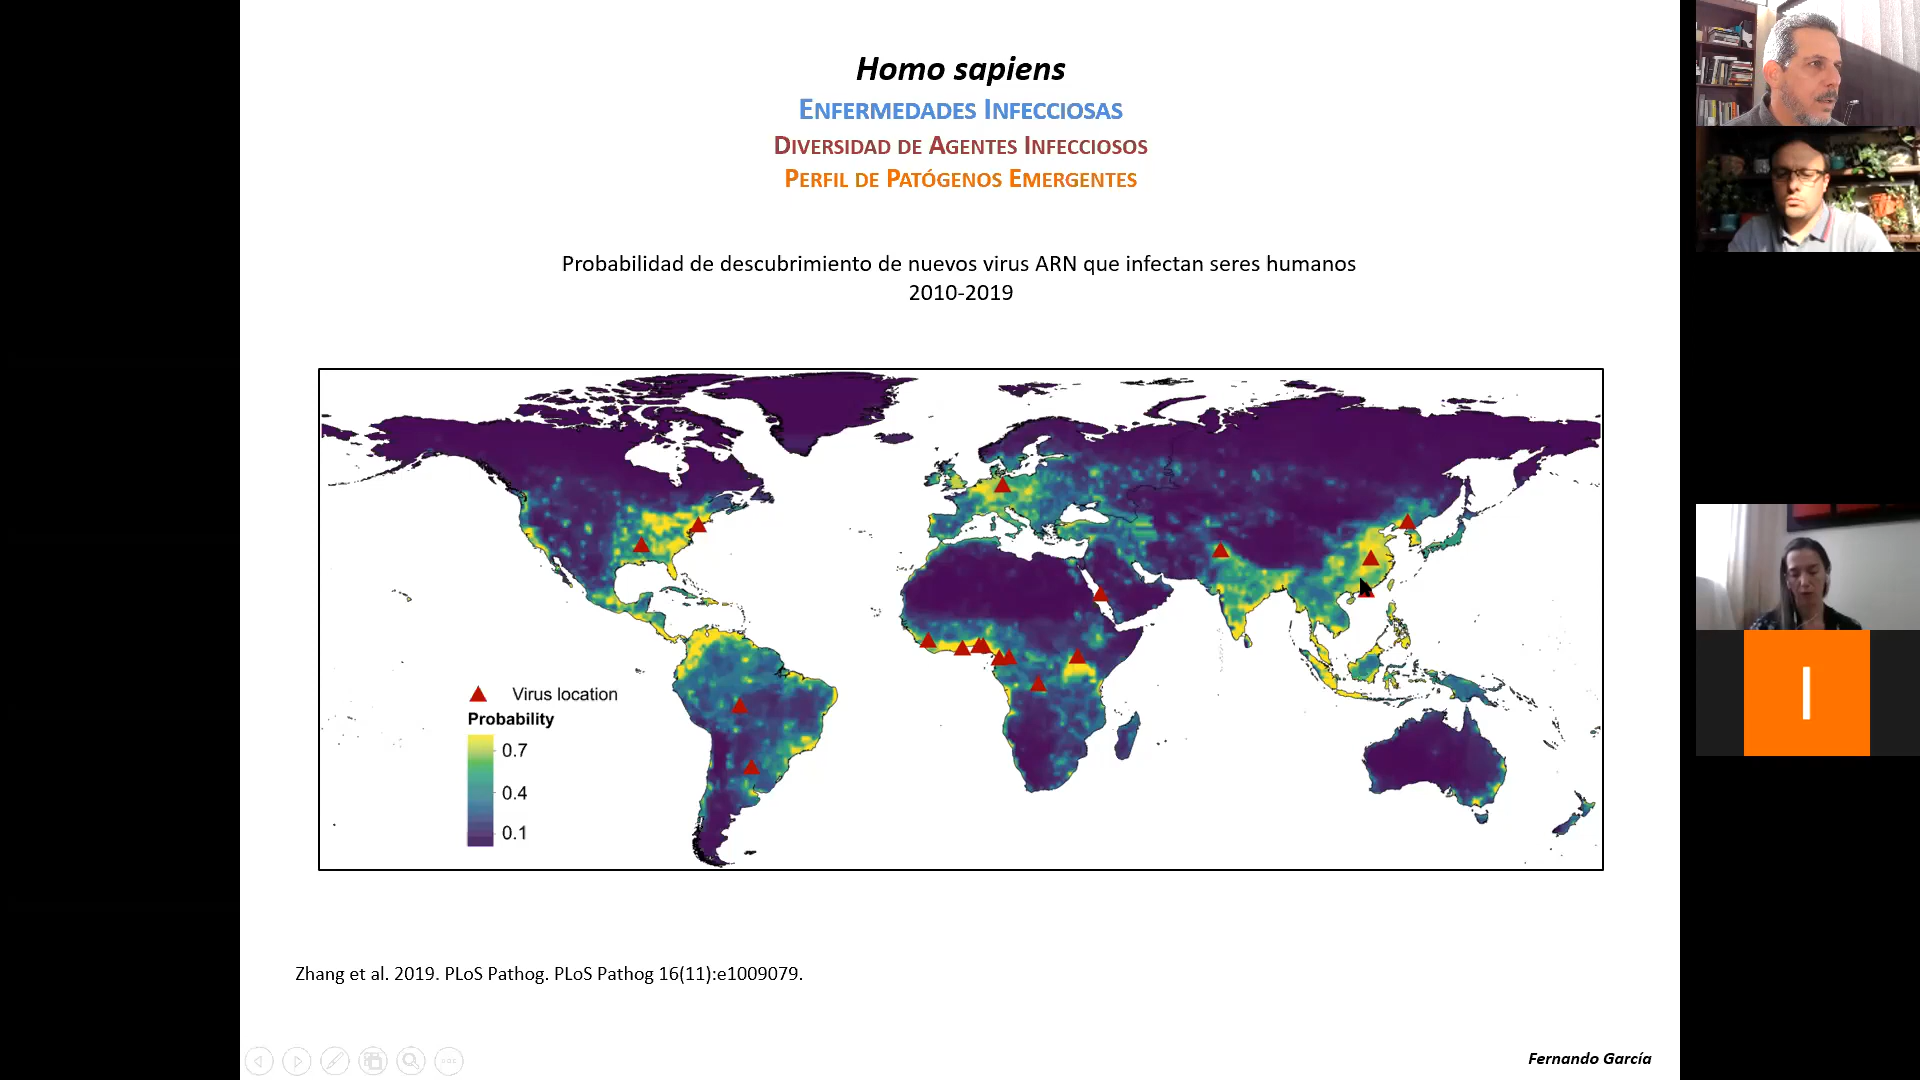 Homo sapiens
ENFERMEDADES INFECCIOSAS
DIVERSIDAD DE AGENTES INFECCIOSOS
PERFIL DE PATÓGENOS EMERGENTES
Probabilidad de descubrimiento de nuevos virus ARN que infectan seres humanos
2010-2019
Virus location
Probability
0.7
0.4
0.1
Zhang et al. 2019. PLoS Pathog. PLoS Pathog 16(11):e1009079.
Fernando García
I